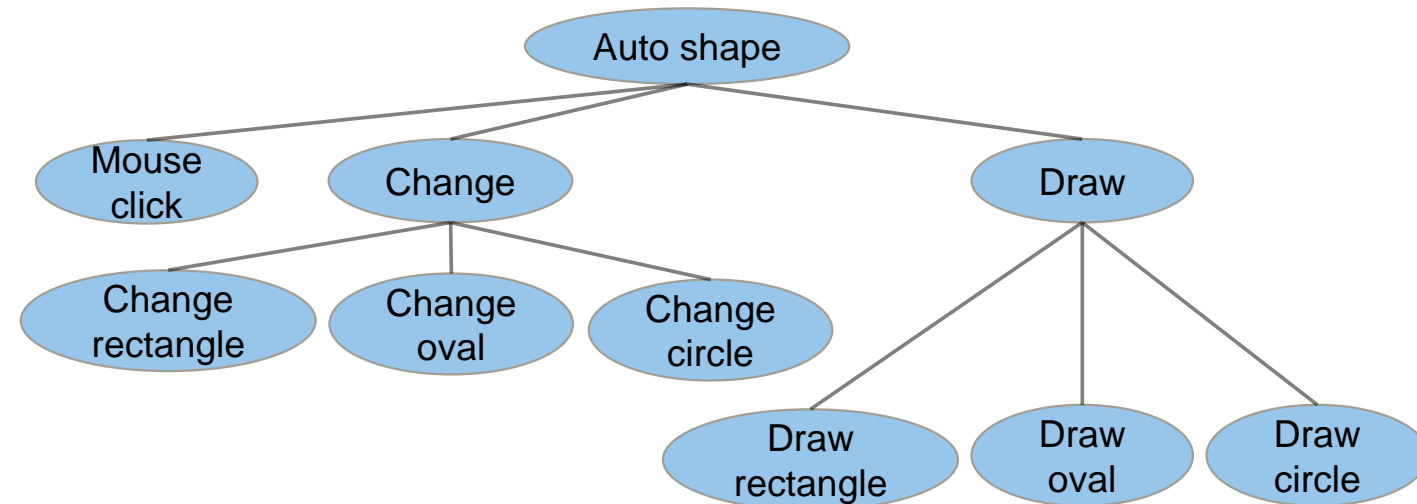 Auto shape
Mouse
click
Change
Draw
Change
rectangle
Change
oval
Change
circle
Draw
rectangle
Draw
oval
Draw
circle